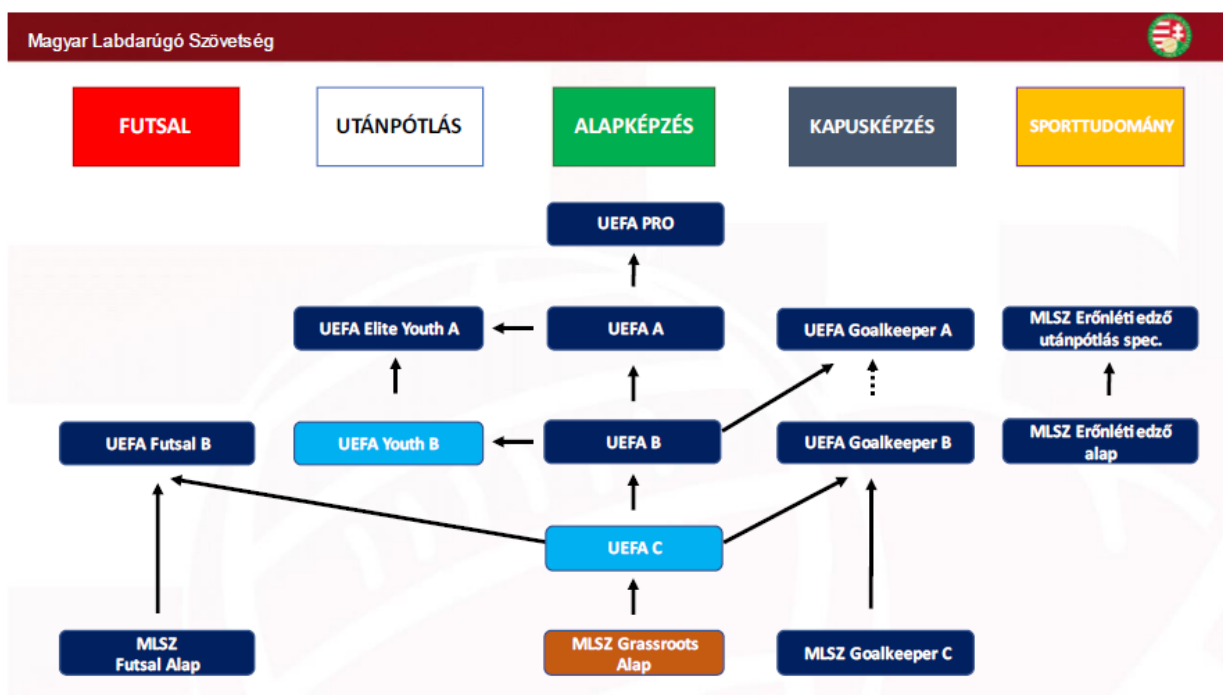 Magyar Labdarúgó Szövetség
FUTSAL
UTÁNPÓTLÁS
ALAPKÉPZÉS
KAPUSKÉPZÉS
SPORTTUDOMÁNY
UEFA PRO
UEFA Elite Youth A
UEFA A
UEFA Goalkeeper A
MLSZ Erőnléti edző
utánpótlás spec.
UEFA Futsal B
UEFA Youth B
UEFA B
UEFA Goalkeeper B
MLSZ Erőnléti edző
alap
UEFA C
MLSZ
Futsal Alap
MLSZ Grassroots
Alap
MLSZ Goalkeeper C